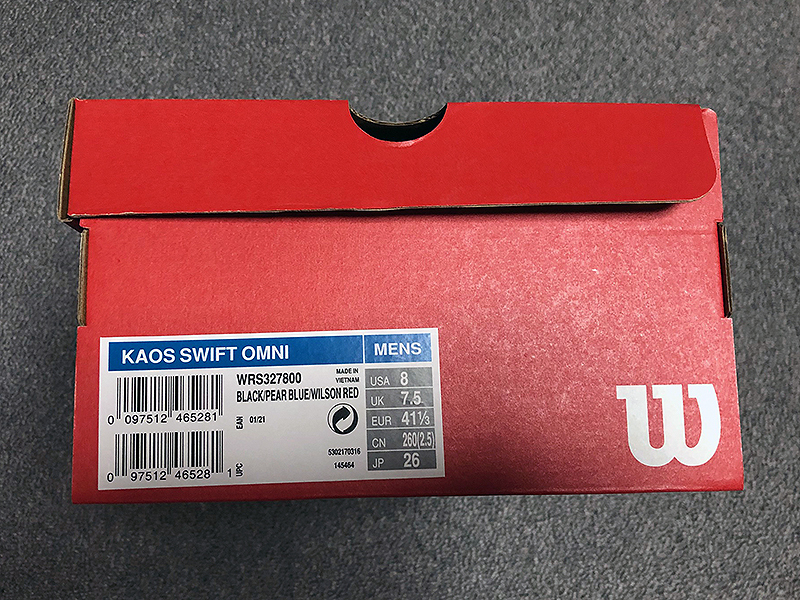 KAOS SWIFT OMNI
MENS
WRS327800
MADE IN
VIETNAM
BLACK/PEAR BLUE/WILSON RED
0 097512 465281
EAN
01/21
5302170316
145464
0 97512 46528 1
UPC
USA 8
UK 7.5
EUR 41⅓
CN 260(2.5)
JP 26
W